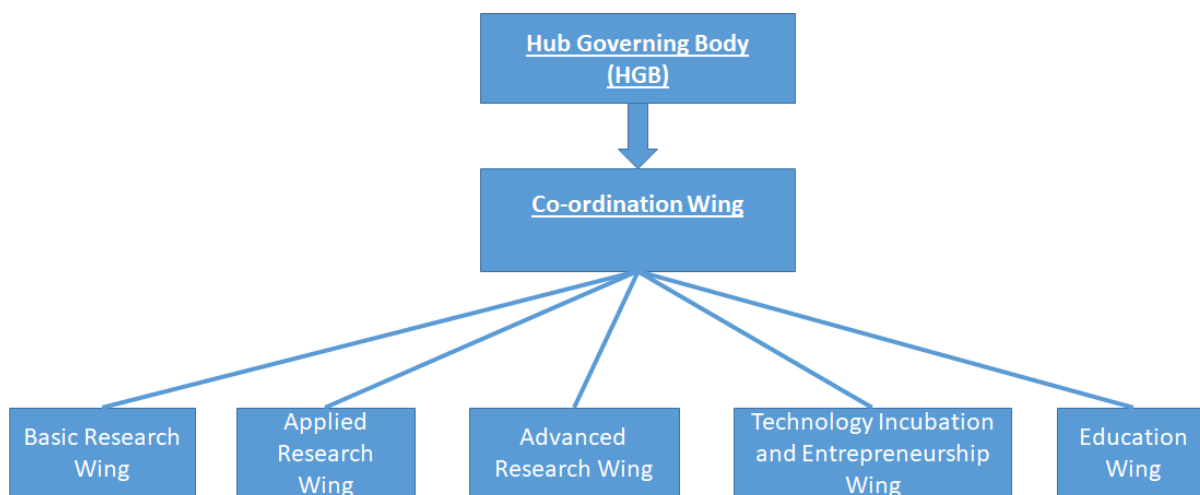 Hub Governing Body
(HGB)
Co-ordination Wing
Basic Research
Wing
Applied
Research
Wing
Advanced
Research Wing
Technology Incubation
and Entrepreneurship
Wing
Education
Wing